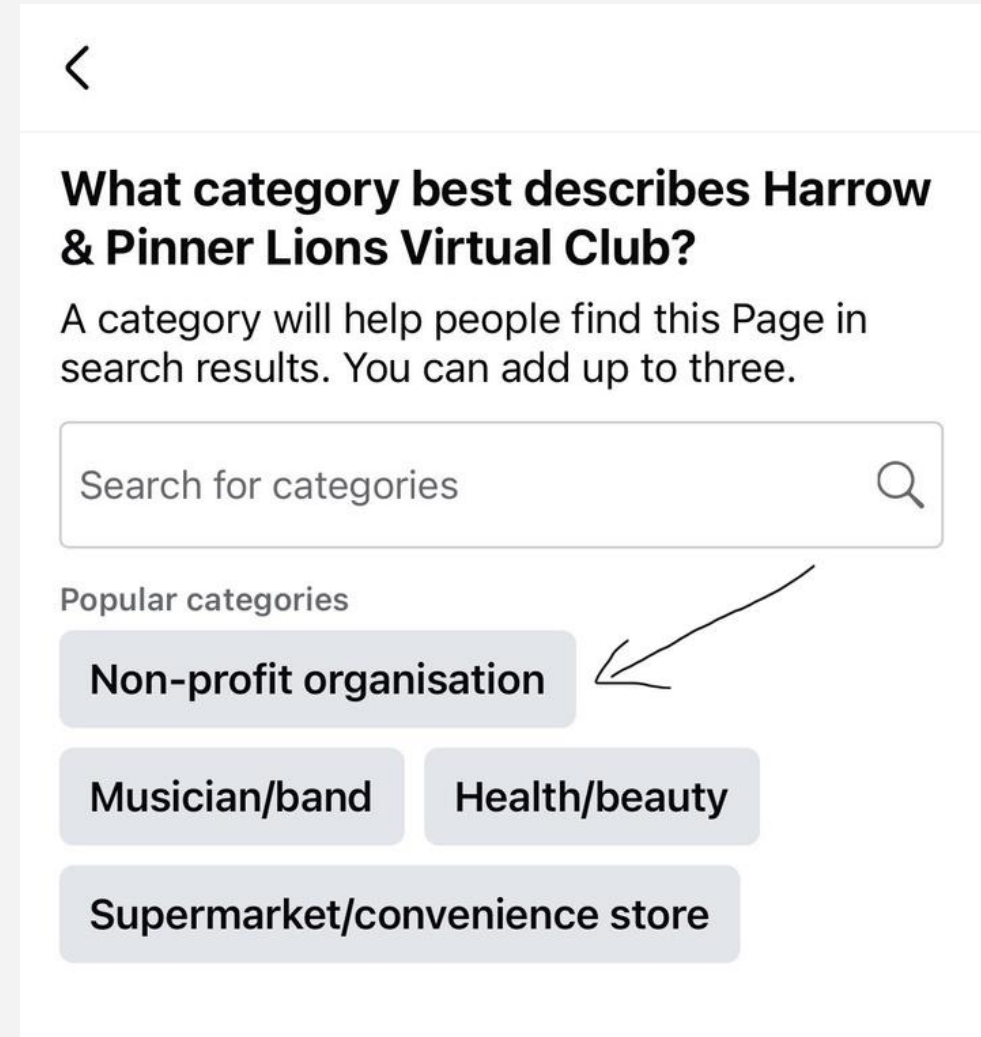 What category best describes Harrow
& Pinner Lions Virtual Club?
A category will help people find this Page in
search results. You can add up to three.
Search for categories
Popular categories
Non-profit organisation
Musician/band Health/beauty
Supermarket/convenience store